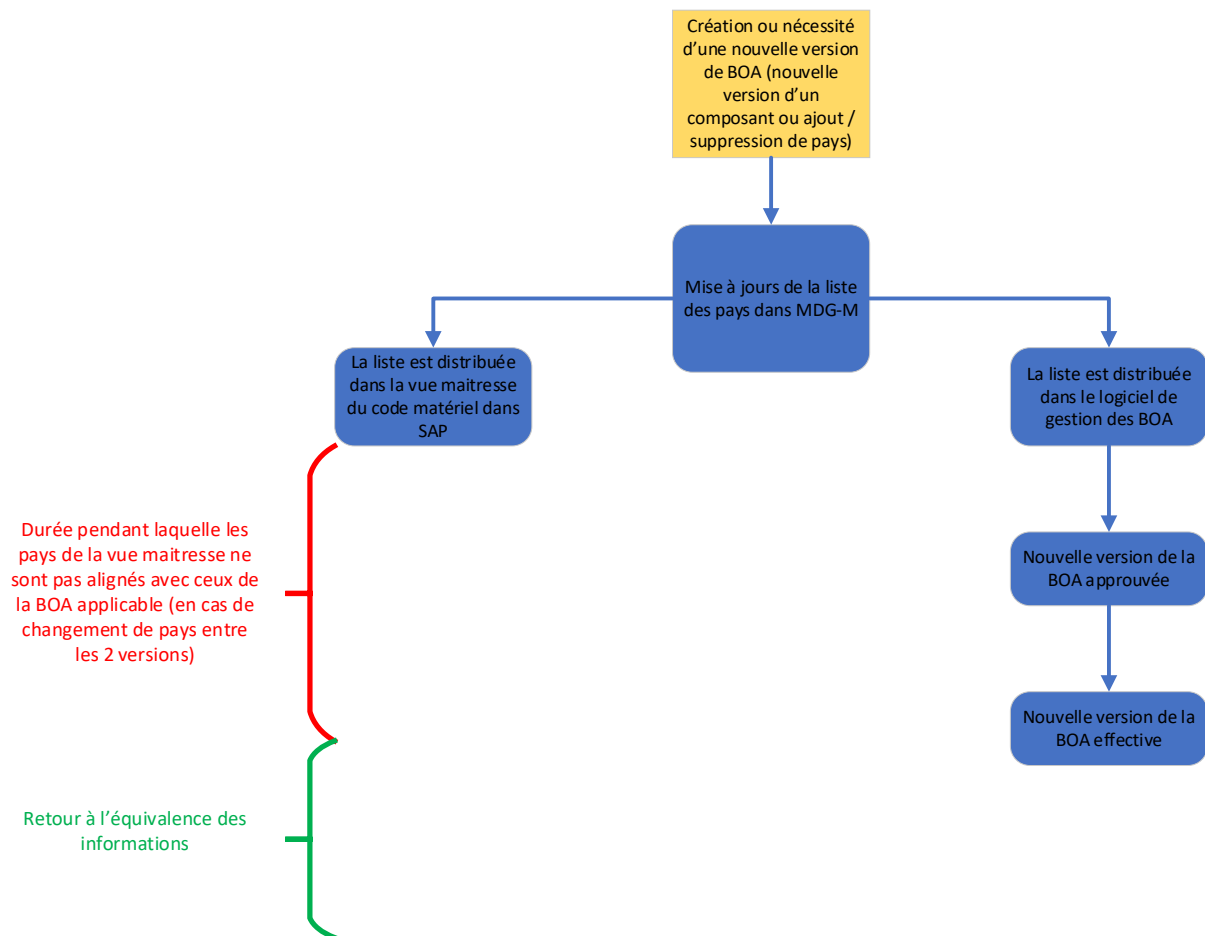 Création ou nécessité
d’une nouvelle version
de BOA (nouvelle
version d’un
composant ou ajout /
suppression de pays)
Mise à jours de la liste
des pays dans MDG-M
La liste est distribuée
dans la vue maitresse
du code matériel dans
SAP
La liste est distribuée
dans le logiciel de
gestion des BOA
Durée pendant laquelle les
pays de la vue maitresse ne
sont pas alignés avec ceux de
la BOA applicable (en cas de
changement de pays entre
les 2 versions)
Nouvelle version de la
BOA approuvée
Nouvelle version de la
BOA effective
Retour à l’équivalence des
informations